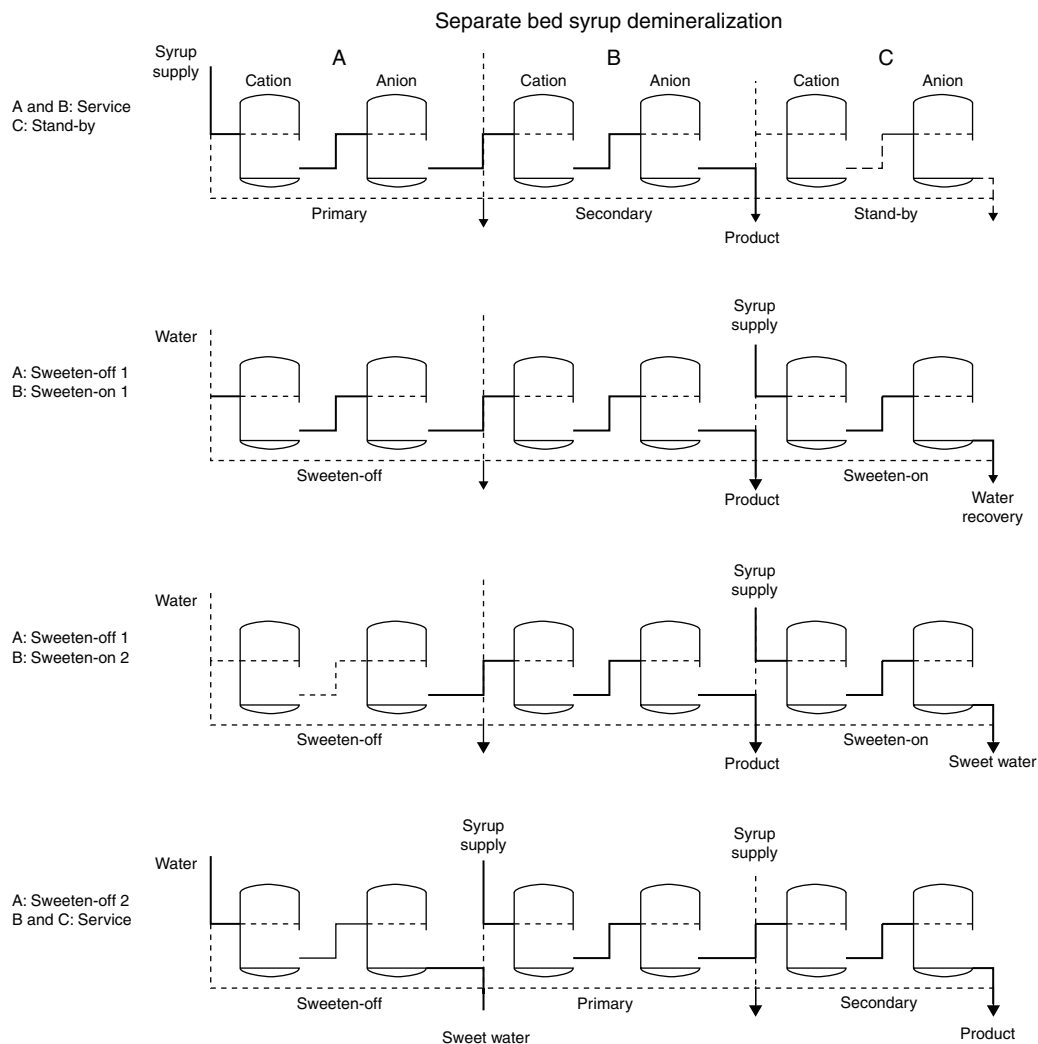 Separate bed syrup demineralization
Syrup
supply
A
B
C
Cation
Anion
Cation
Anion
Cation
Anion
A and B: Service
C: Stand-by
Primary
Secondary
Stand-by
Product
Syrup
supply
Water
A: Sweeten-off 1
B: Sweeten-on 1
Sweeten-off
Product
Sweeten-on
Water
recovery
Syrup
supply
Water
A: Sweeten-off 1
B: Sweeten-on 2
Sweeten-off
Product
Sweeten-on
Sweet water
Syrup
supply
Syrup
supply
Water
A: Sweeten-off 2
B and C: Service
Sweeten-off
Primary
Secondary
Sweet water
Product